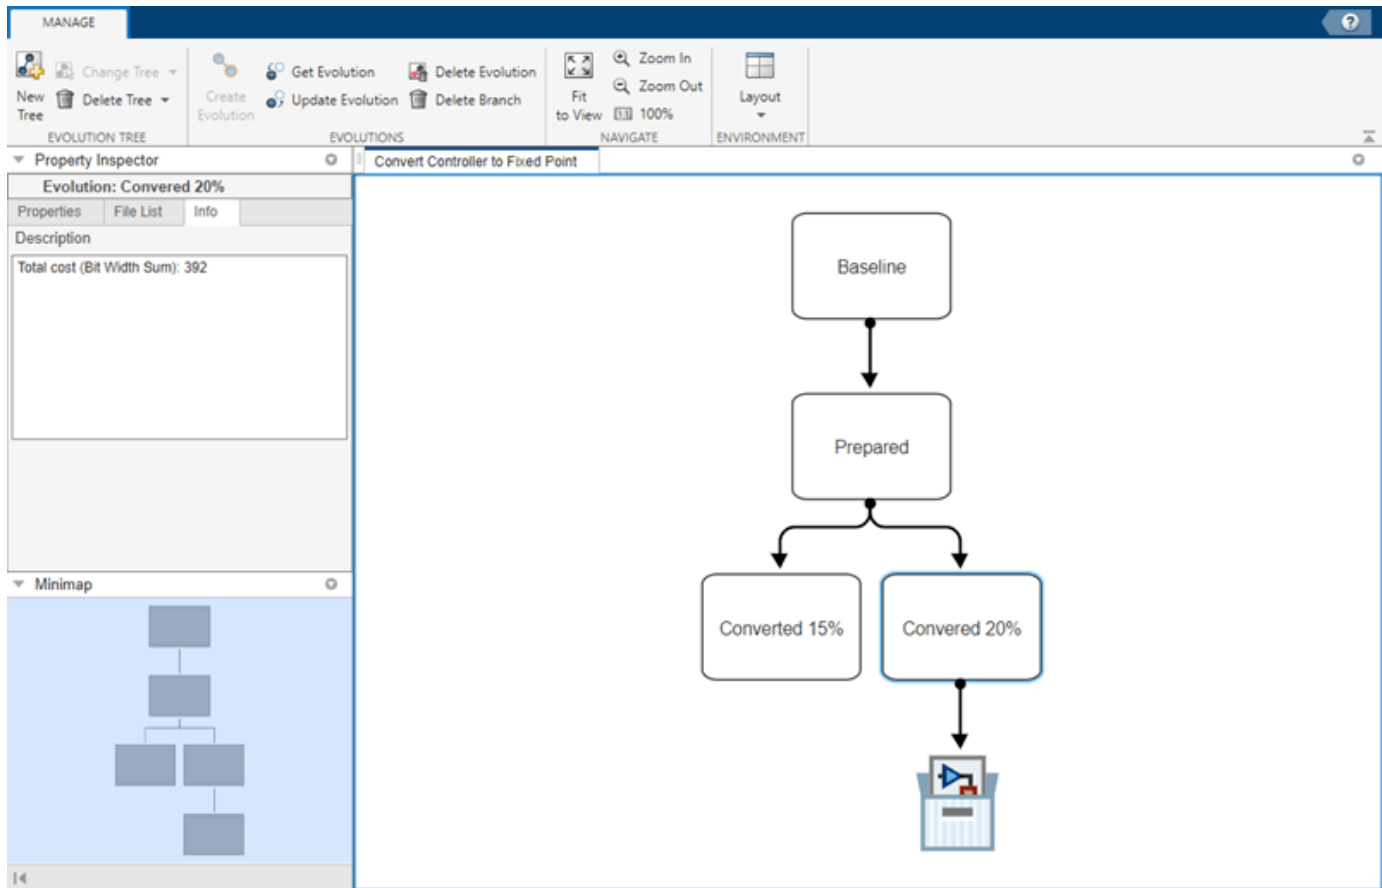 MANAGE
?
New Tree
Change Tree
Delete Tree
EVOLUTION TREE
Create Evolution
Get Evolution
Update Evolution
Delete Evolution
Delete Branch
EVOLUTIONS
Fit to View
Zoom In
Zoom Out
1:1 100%
NAVIGATE
Layout
ENVIRONMENT
Property Inspector
Evolution: Convered 20%
Properties File List Info
Description
Total cost (Bit Width Sum): 392
Minimap
Convert Controller to Fixed Point
Baseline
Prepared
Converted 15% Convered 20%